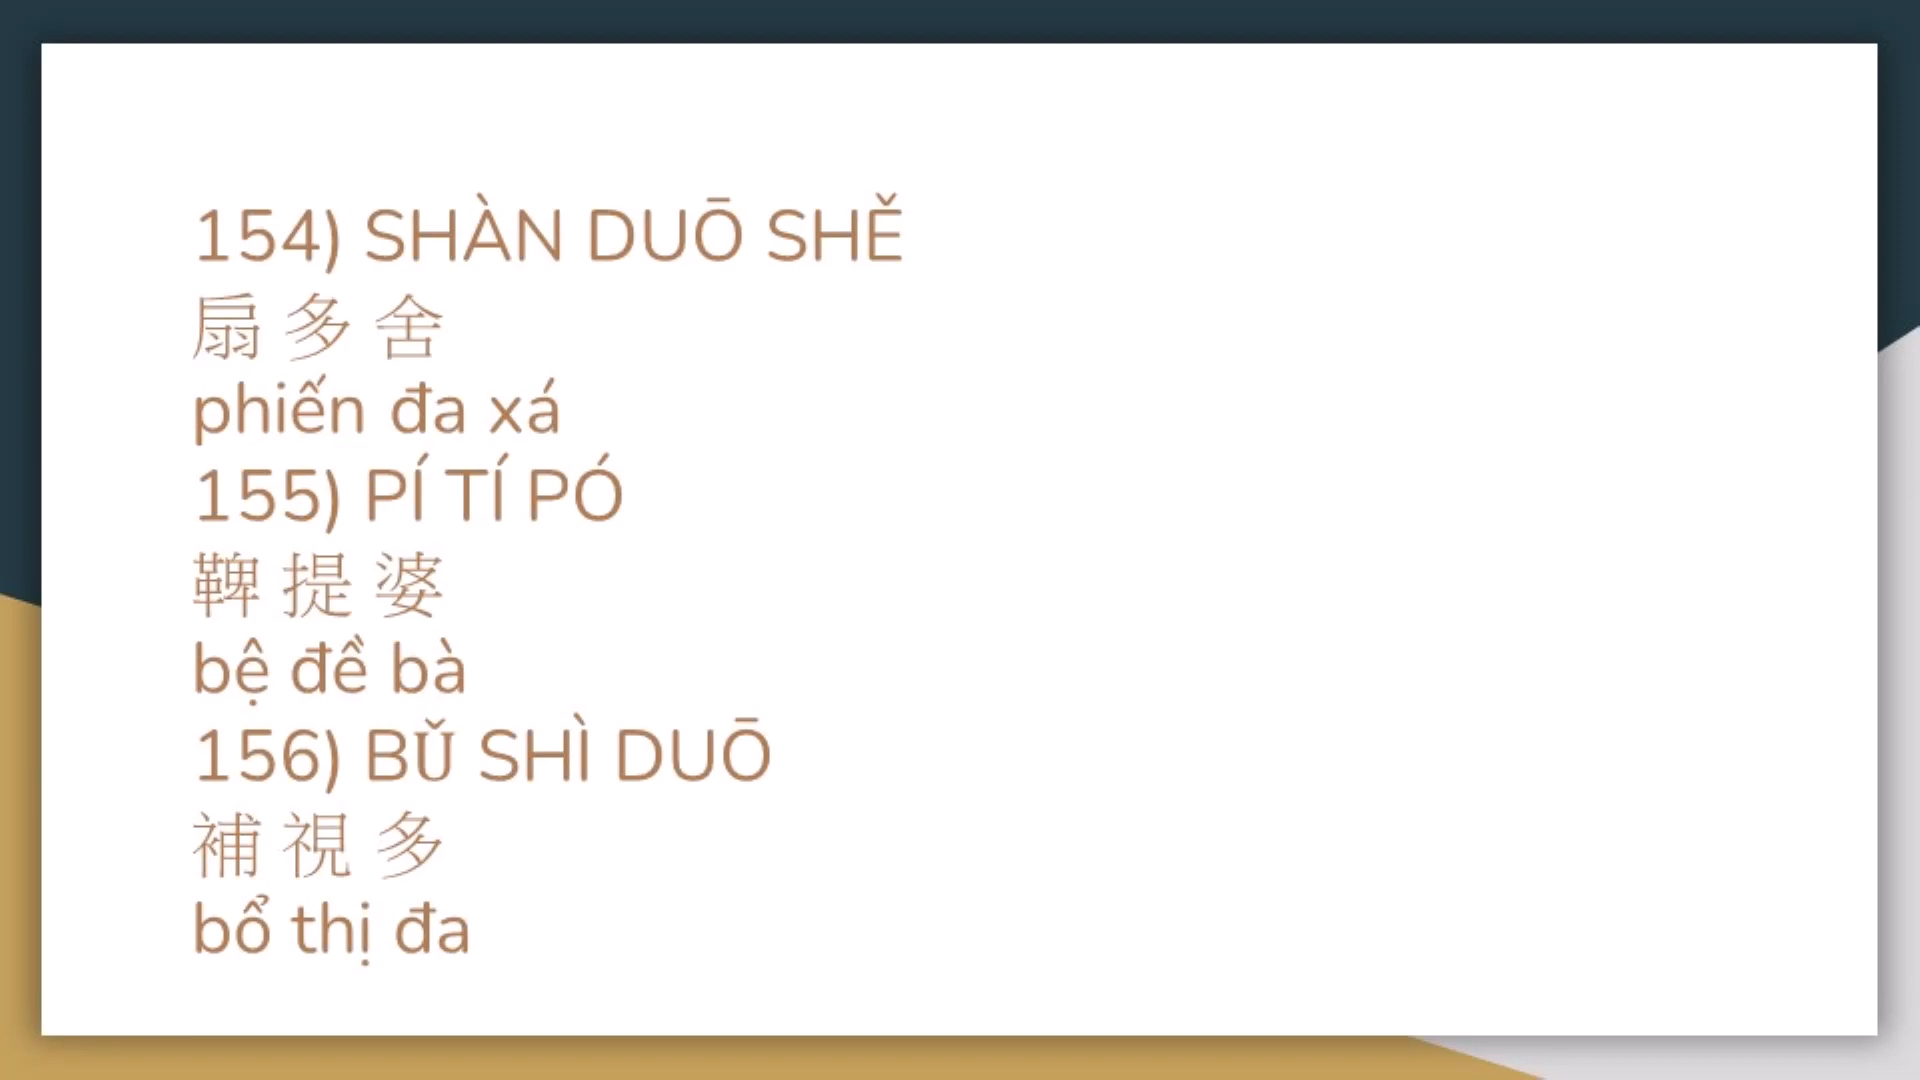 154) SHÀN DUŌ SHĚ
扇 多 舍
phiến đa xá
155) PÍ TÍ PÓ
鞞 提 婆
bệ đề bà
156) BǓ SHÌ DUŌ
補 視 多
bổ thị đa